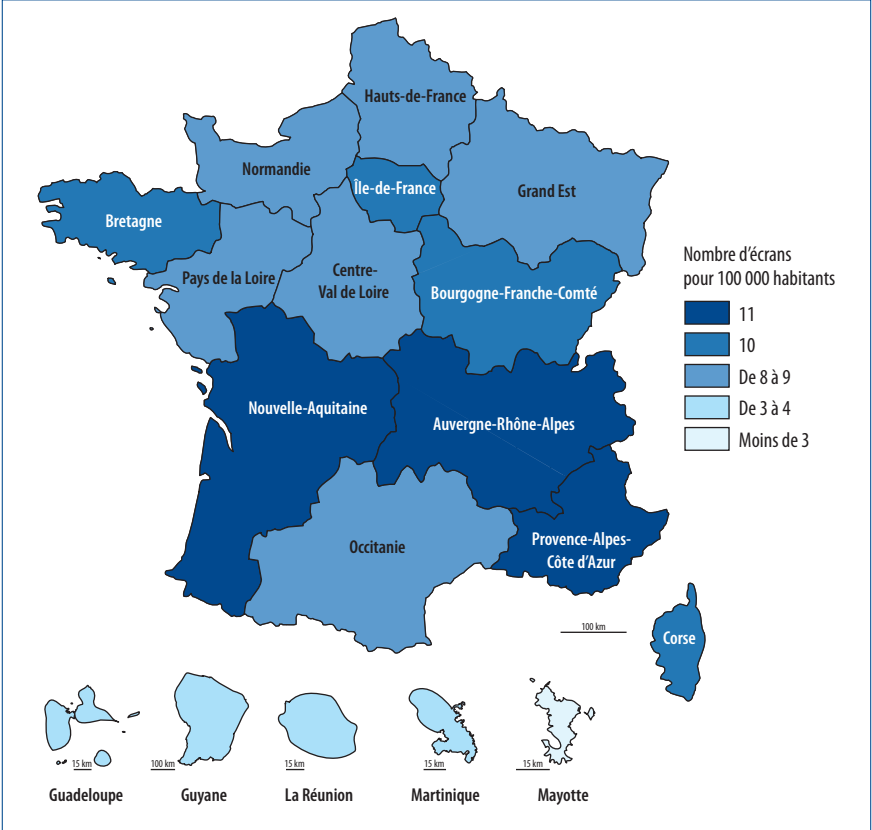 Hauts-de-France
Normandie
Île-de-France
Grand Est
Bretagne
Pays de la Loire
Centre-
Val de Loire
Bourgogne-Franche-Comté
Nouvelle-Aquitaine
Auvergne-Rhône-Alpes
Occitanie
Provence-Alpes-
Côte d'Azur
Corse
100 km
Nombre d'écrans
pour 100 000 habitants
11
10
De 8 à 9
De 3 à 4
Moins de 3
15 km
100 km
15 km
15 km
15 km
Guadeloupe
Guyane
La Réunion
Martinique
Mayotte